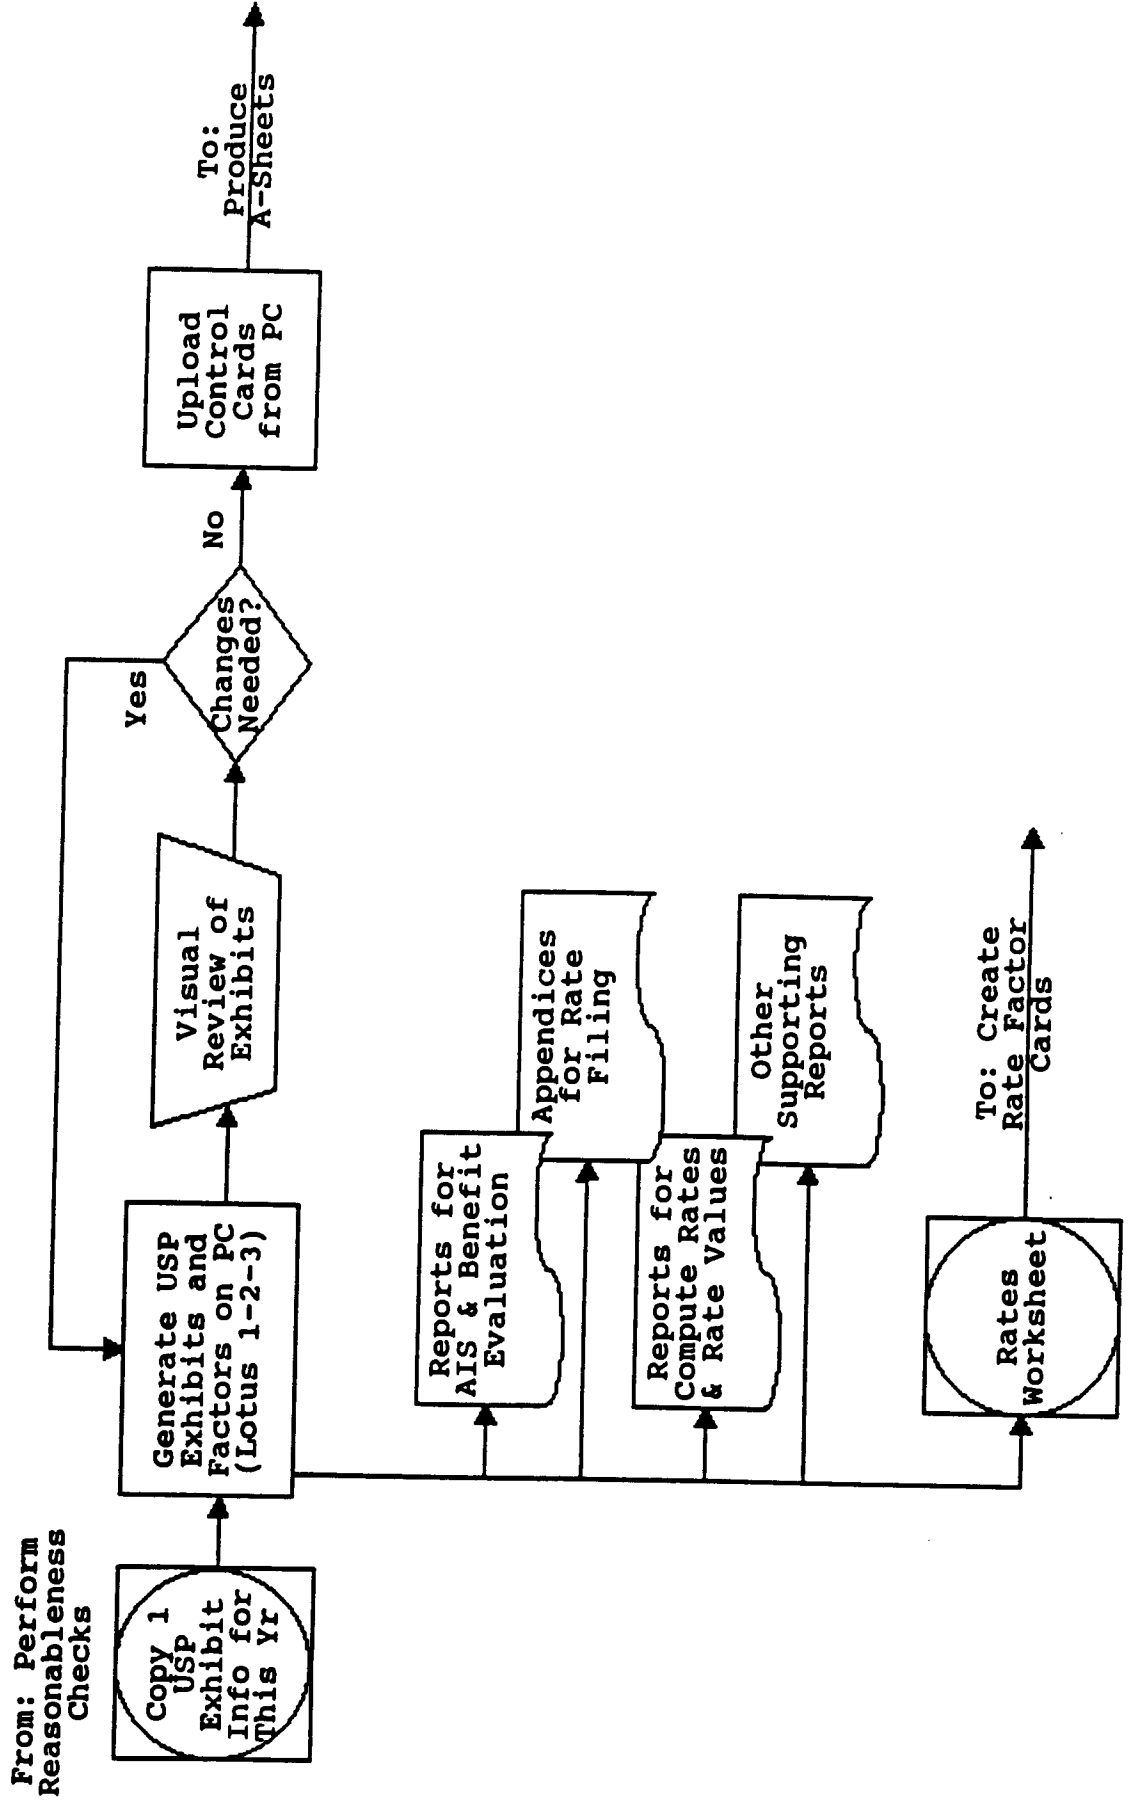 From: Perform
Reasonableness
Checks
Copy 1
USP
Exhibit
Info for
This Yr
Generate USP
Exhibits and
Factors on PC
(Lotus 1-2-3)
Visual
Review of
Exhibits
Changes
Needed?
Yes
No
Upload
Control
Cards
from PC
To:
Produce
A-Sheets
Reports for
AIS & Benefit
Evaluation
Appendices
for Rate
Filing
Reports for
Compute Rates
& Rate Values
Other
Supporting
Reports
Rates
Worksheet
To: Create
Rate Factor
Cards